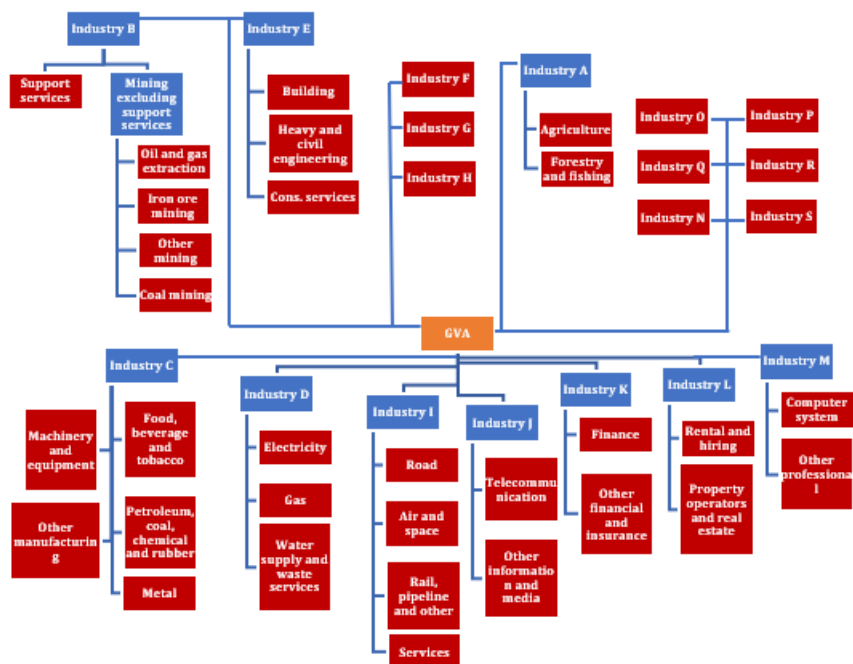 Industry B
Industry E
Support
services
Mining
excluding
support
services
Oil and gas
extraction
Iron ore
mining
Other
mining
Coal mining
Building
Heavy and
civil
engineering
Cons. services
Industry F
Industry G
Industry H
Industry A
Agriculture
Forestry
and fishing
Industry O
Industry P
Industry Q
Industry R
Industry N
Industry S
GVA
Industry C
Machinery
and
equipment
Food,
beverage
and
tobacco
Other
manufacturin
g
Petroleum,
coal,
chemical
and rubber
Metal
Industry
D
Electricity
Gas
Water
supply and
waste
services
Industry I
Road
Air and
space
Rail,
pipeline
and other
Services
Industry
J
Telecommu
nication
Other
informatio
n and
media
Industry
K
Finance
Other
financial
and
insurance
Industry L
Rental and
hiring
Property
operators
and real
estate
Industry M
Computer
system
Other
professiona
l